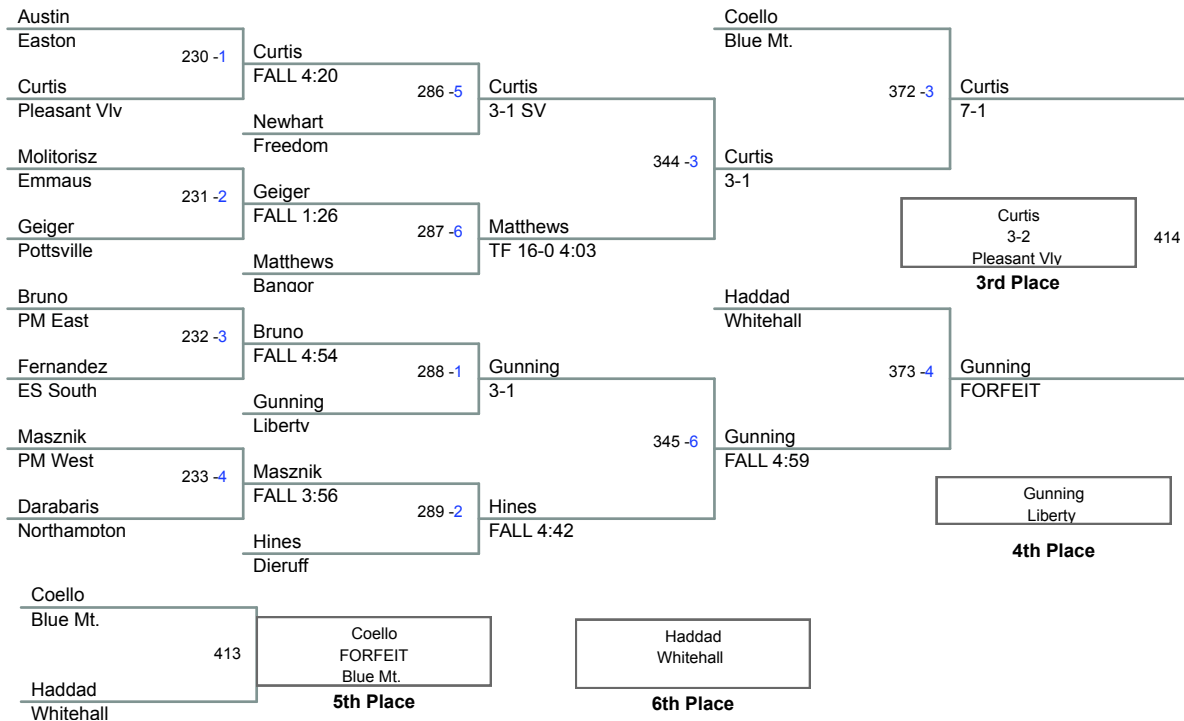 Austin
Easton
230 -1
Curtis
Pleasant Vlv
Curtis
FALL 4:20
286 -5
Newhart
Freedom
Curtis
3-1 SV
Molitorisz
Emmaus
231 -2
Geiger
Pottsville
Geiger
FALL 1:26
287 -6
Matthews
Bangor
Matthews
TF 16-0 4:03
344 -3
Curtis
3-1
Coello
Blue Mt.
372 -3
Curtis
7-1
Curtis
3-2
Pleasant Vlv
3rd Place
414
Bruno
PM East
232 -3
Fernandez
ES South
Bruno
FALL 4:54
288 -1
Gunning
Liberty
Gunning
3-1
Masznik
PM West
233 -4
Darabaris
Northampton
Masznik
FALL 3:56
289 -2
Hines
Dieruff
Hines
FALL 4:42
345 -6
Gunning
FALL 4:59
Haddad
Whitehall
373 -4
Gunning
FORFEIT
Gunning
Liberty
4th Place
Coello
Blue Mt.
413
Haddad
Whitehall
Coello
FORFEIT
Blue Mt.
5th Place
Haddad
Whitehall
6th Place